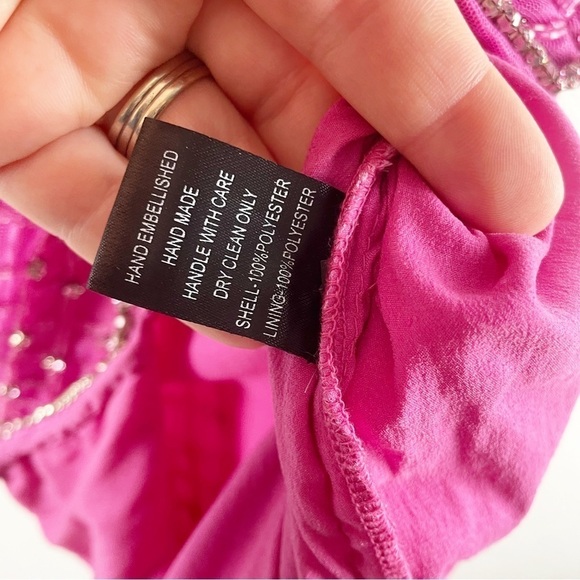 HAND EMBELLISHED
HAND MADE
HANDLE WITH CARE
DRY CLEAN ONLY
SHELL-100%POLYESTER
LINING-100%POLYESTER